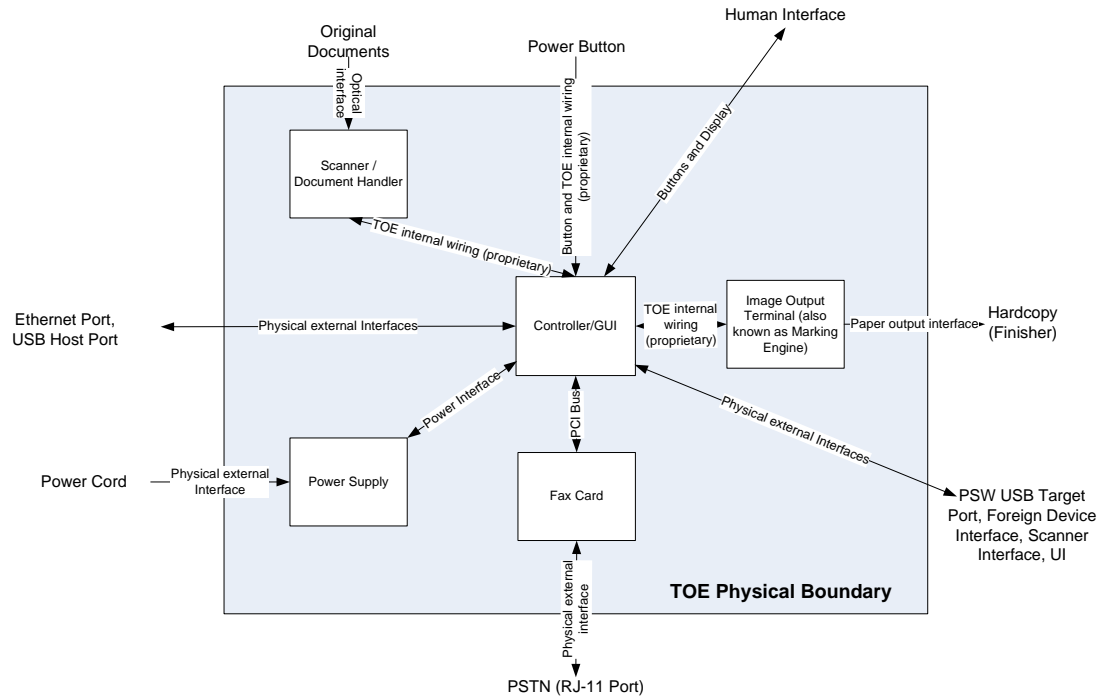 Human Interface
Original
Documents
Power Button
Optical
interface
Button and TOE internal wiring
(proprietary)
Buttons and Display
Scanner /
Document Handler
TOE internal wiring (proprietary)
Ethernet Port,
USB Host Port
Physical external Interfaces
Controller/GUI
TOE internal
wiring
(proprietary)
Image Output
Terminal (also
known as Marking
Engine)
Paper output interface
Hardcopy
(Finisher)
Power Interface
PCI Bus
Physical external Interfaces
Power Cord
Physical external
Interface
Power Supply
Fax Card
PSW USB Target
Port, Foreign Device
Interface, Scanner
Interface, UI
Physical external
interface
TOE Physical Boundary
PSTN (RJ-11 Port)